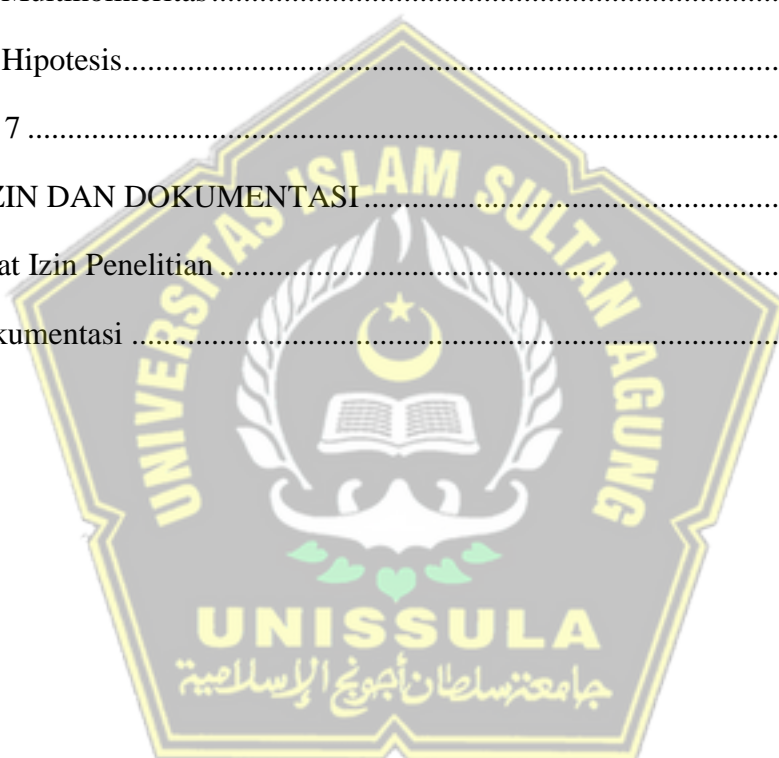 Hipotesis..........................................................................
7 ..........................................................................
ZIN DAN DOKUMENTASI ..........................................................
at Izin Penelitian ..........................................................................
kumentasi ..........................................................................
UNIVERSITAS ISLAM SULTAN AGUNG
UNISSULA
جامعة سلطان أجونج الإسلامية